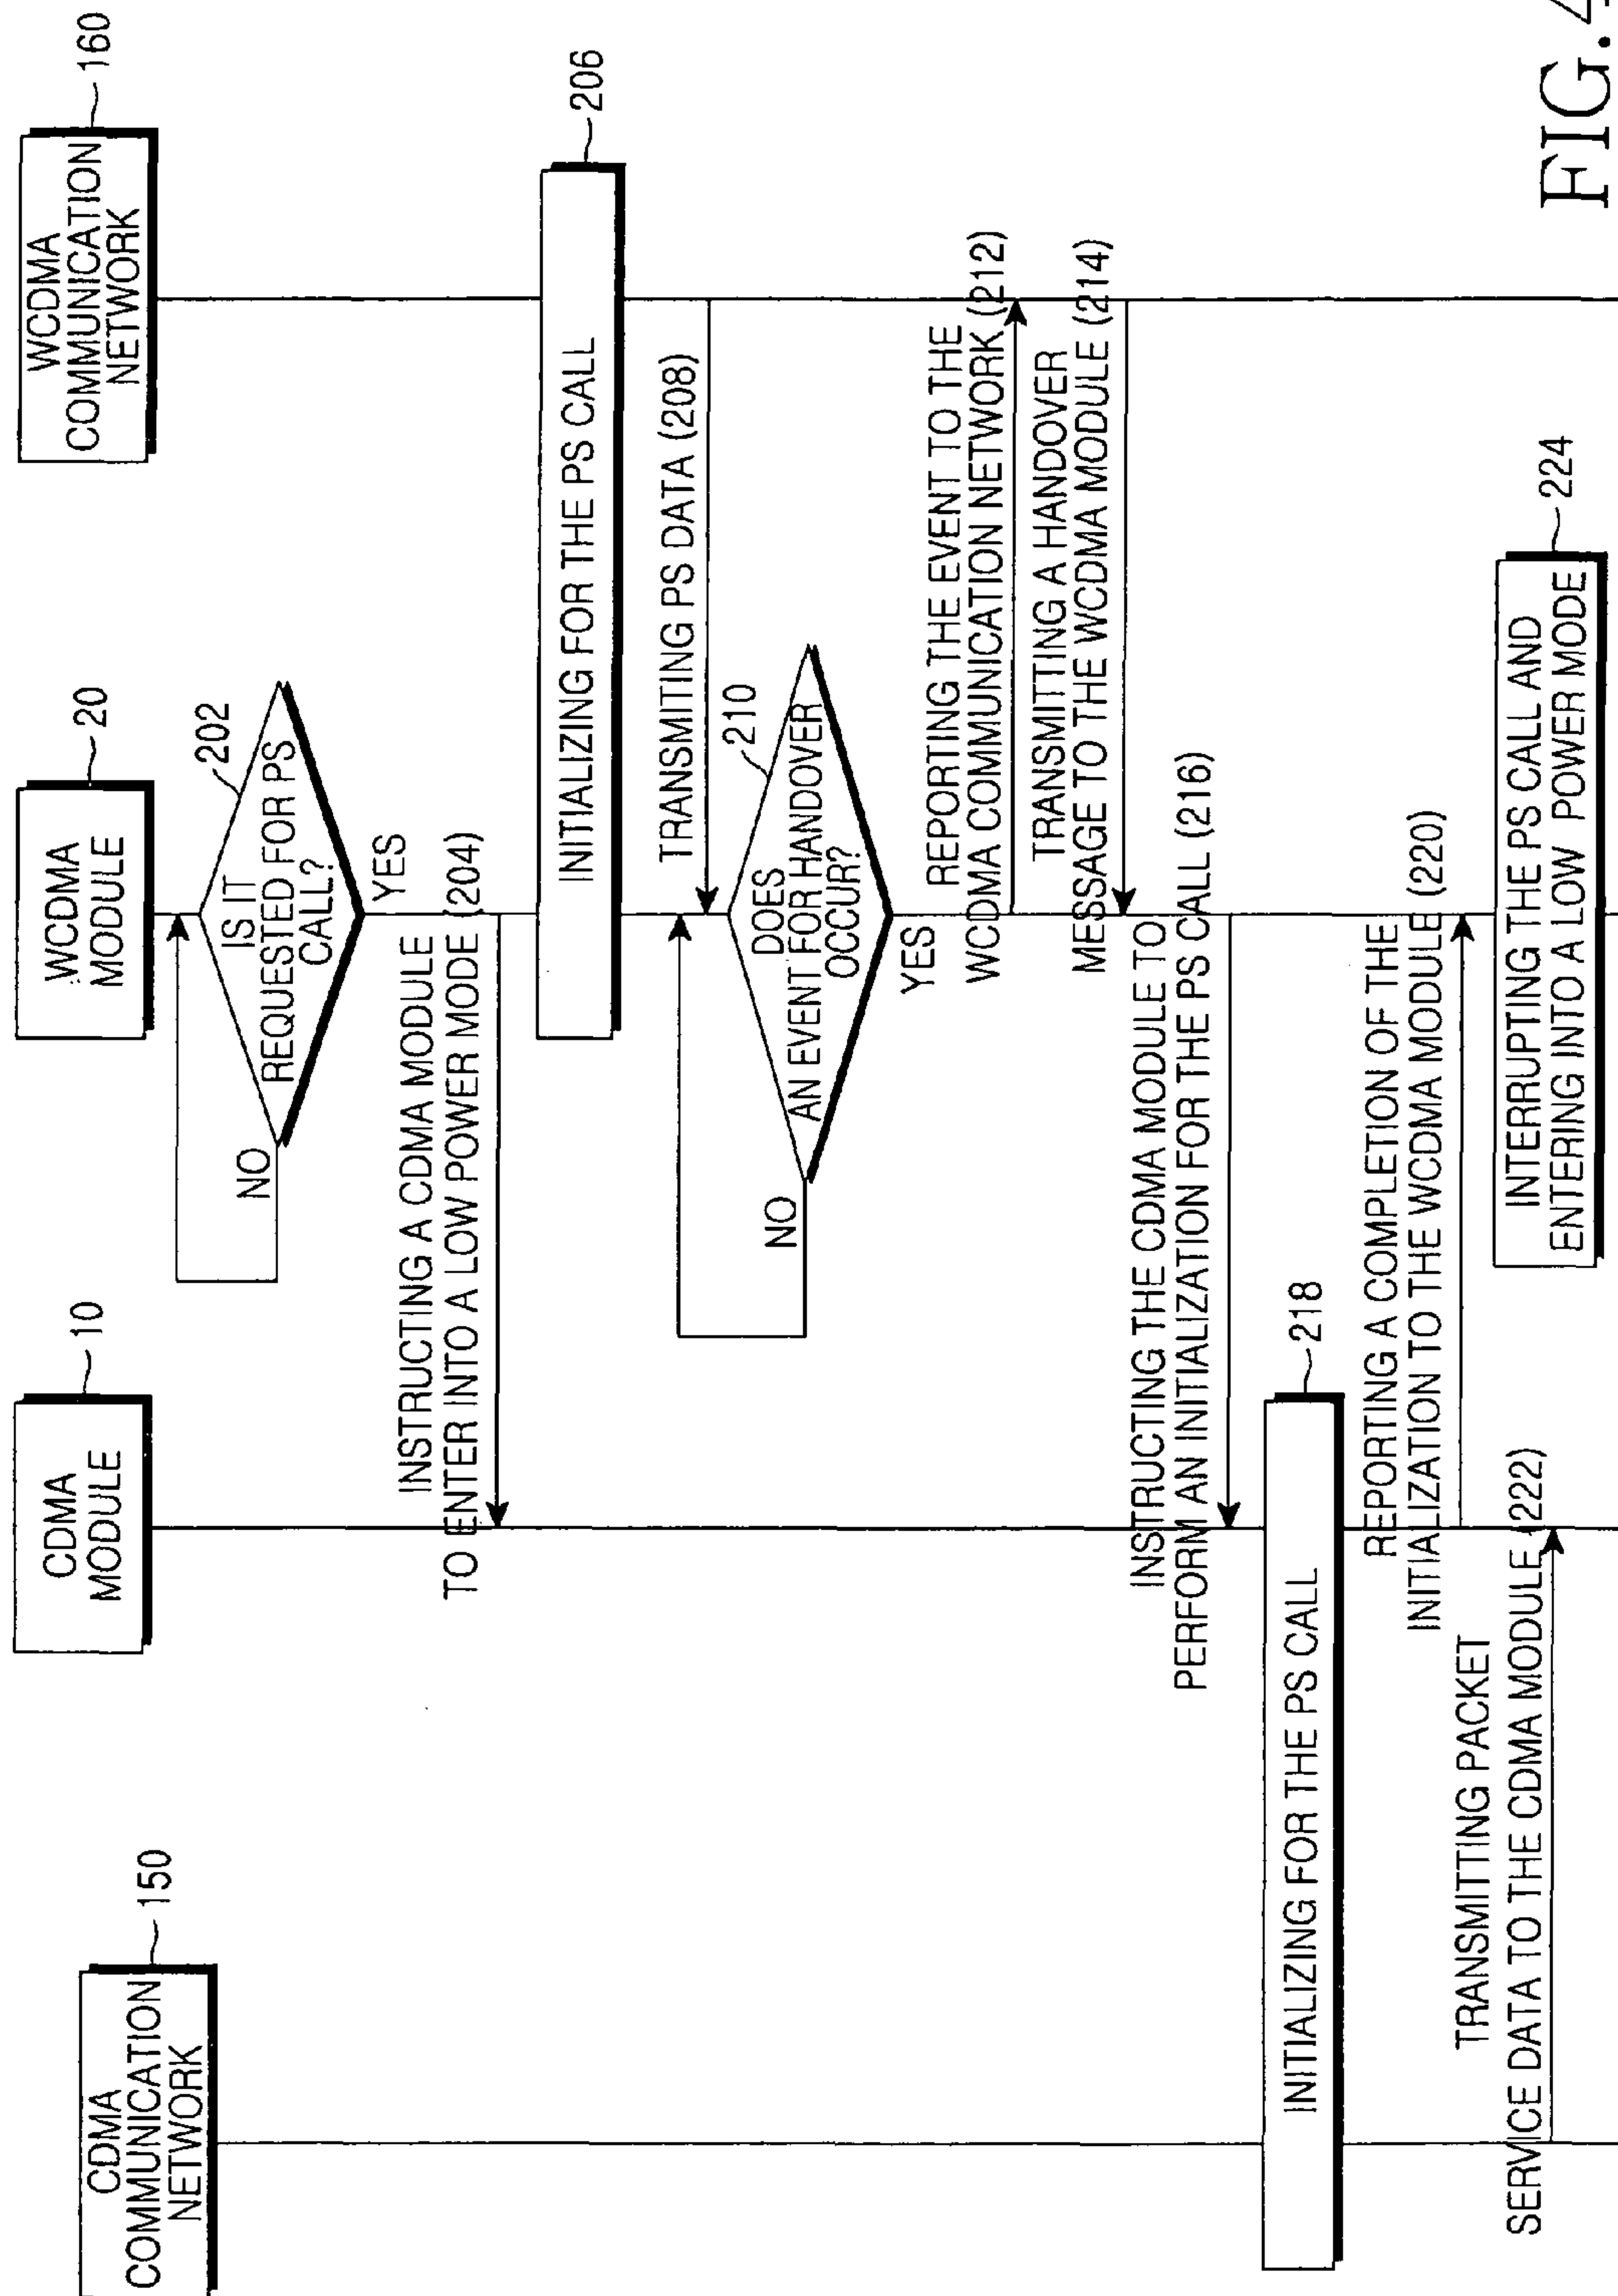 CDMA
COMMUNICATION
NETWORK
150
CDMA
MODULE
10
WCDMA
MODULE
20
WCDMA
COMMUNICATION
NETWORK
160
202
IS IT
REQUESTED FOR PS
CALL?
NO
YES
INSTRUCTING A CDMA MODULE
TO ENTER INTO A LOW POWER MODE (204)
INITIALIZING FOR THE PS CALL
206
TRANSMITING PS DATA (208)
210
DOES
AN EVENT FOR HANDOVER
OCCUR?
NO
YES
REPORTING THE EVENT TO THE
WCDMA COMMUNICATION NETWORK (212)
TRANSMITTING A HANDOVER
MESSAGE TO THE WCDMA MODULE (214)
INSTRUCTING THE CDMA MODULE TO
PERFORM AN INITIALIZATION FOR THE PS CALL (216)
INITIALIZING FOR THE PS CALL
218
REPORTING A COMPLETION OF THE
INITIALIZATION TO THE WCDMA MODULE (220)
TRANSMITTING PACKET
SERVICE DATA TO THE CDMA MODULE (222)
INTERRUPTING THE PS CALL AND
ENTERING INTO A LOW POWER MODE
224
FIG.4